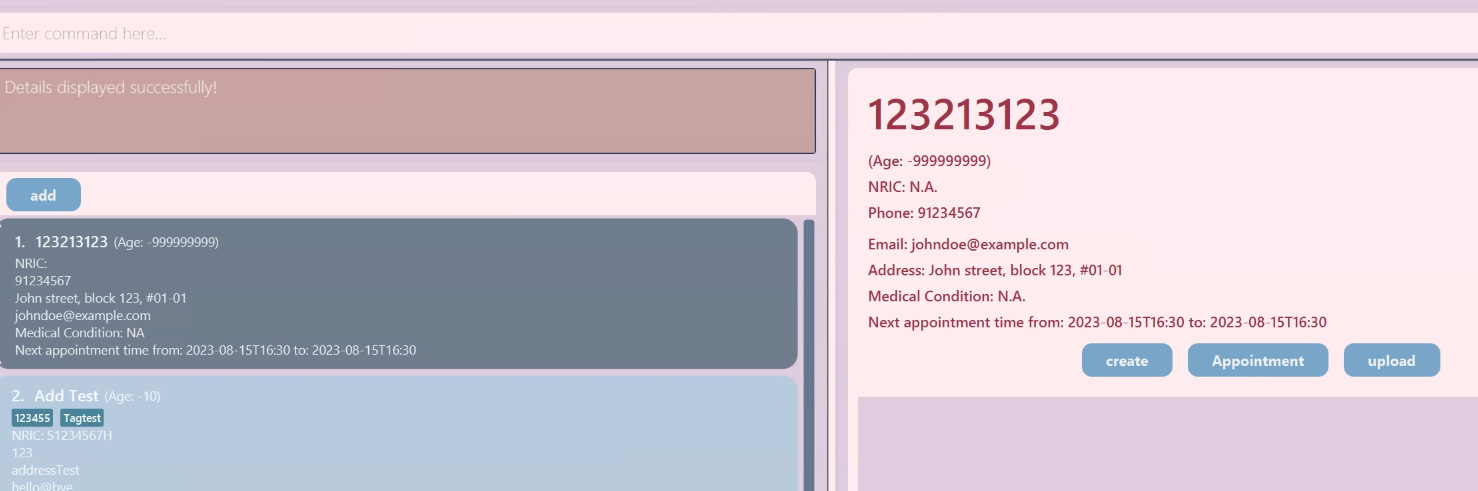 Enter command here...
Details displayed successfully!
add
1. 123213123 (Age: -999999999)
NRIC:
91234567
John street, block 123, #01-01
johndoe@example.com
Medical Condition: NA
Next appointment time from: 2023-08-15T16:30 to: 2023-08-15T16:30
2. Add Test (Age: -10)
123455 Tagtest
NRIC: S1234567H
123
addressTest
hello@bye
123213123
(Age: -999999999)
NRIC: N.A.
Phone: 91234567
Email: johndoe@example.com
Address: John street, block 123, #01-01
Medical Condition: N.A.
Next appointment time from: 2023-08-15T16:30 to: 2023-08-15T16:30
create Appointment upload